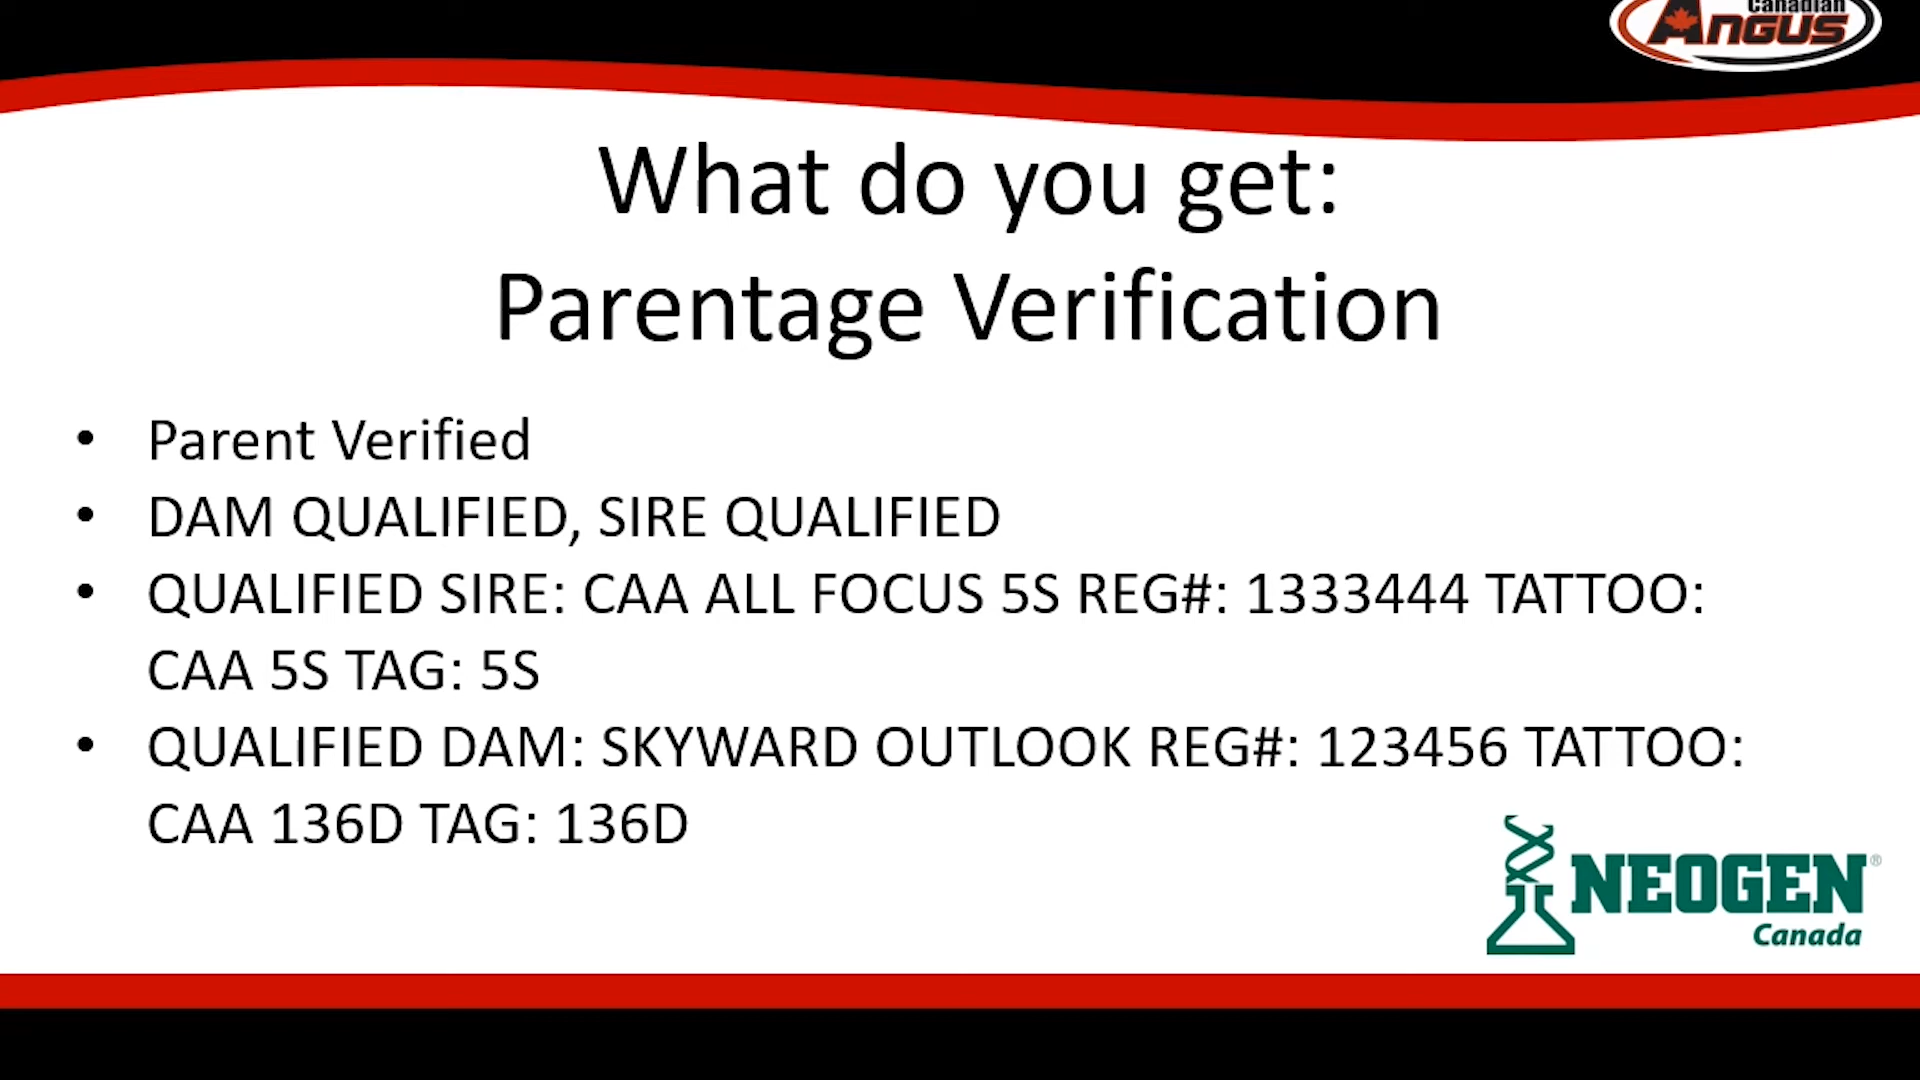 Canadian
ANGUS
What do you get:
Parentage Verification
• Parent Verified
• DAM QUALIFIED, SIRE QUALIFIED
• QUALIFIED SIRE: CAA ALL FOCUS 5S REG#: 1333444 TATTOO:
CAA 5S TAG: 5S
• QUALIFIED DAM: SKYWARD OUTLOOK REG#: 123456 TATTOO:
CAA 136D TAG: 136D
NEOGEN®
Canada